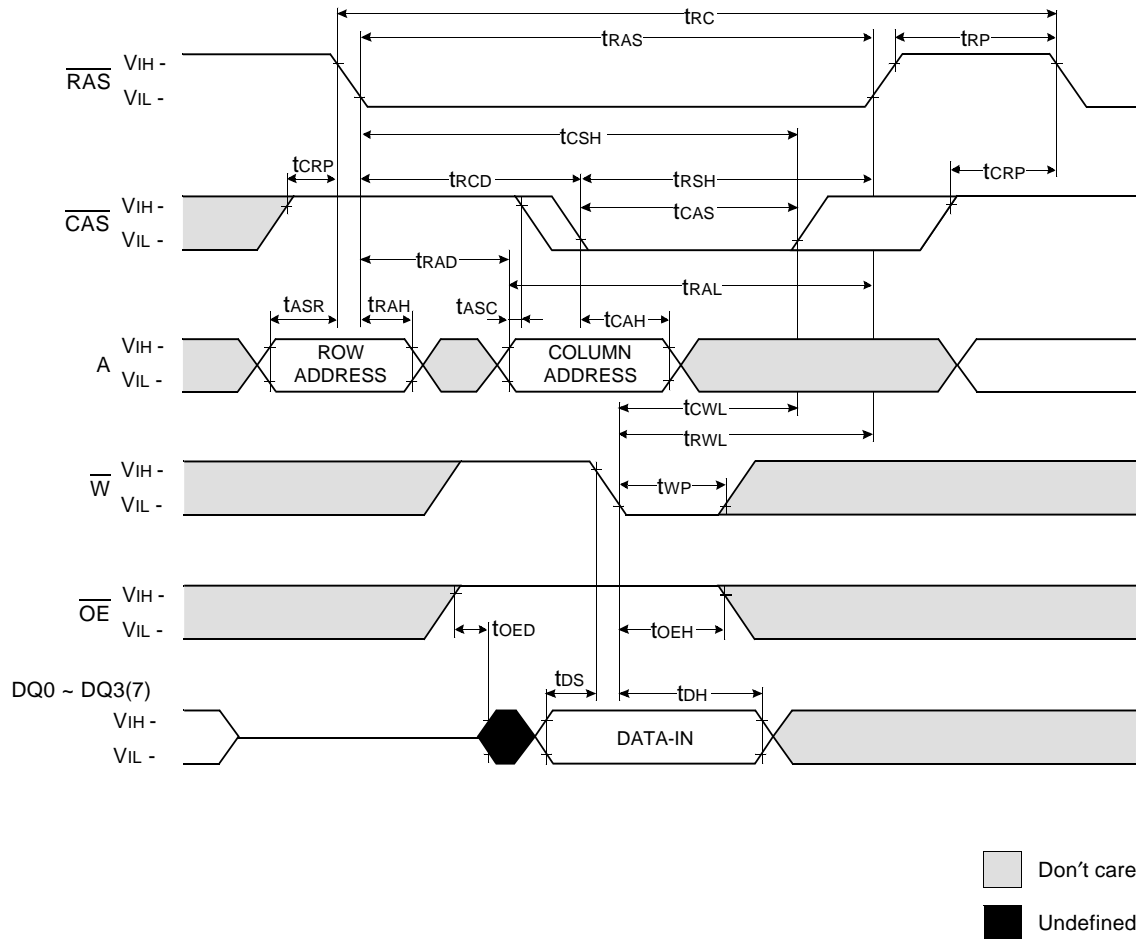 tRC
tRAS
tRP
RAS
VIH -
VIL -
tCSH
tCRP
tRCD
tRSH
tCRP
CAS
VIH -
VIL -
tCAS
tRAD
tRAL
tASR
tRAH
tASC
tCAH
A
VIH -
VIL -
ROW
ADDRESS
COLUMN
ADDRESS
tCWL
tRWL
W
VIH -
VIL -
tWP
OE
VIH -
VIL -
tOED
tOEH
DQ0 ~ DQ3(7)
tDS
tDH
VIH -
VIL -
DATA-IN
Don′t care
Undefined